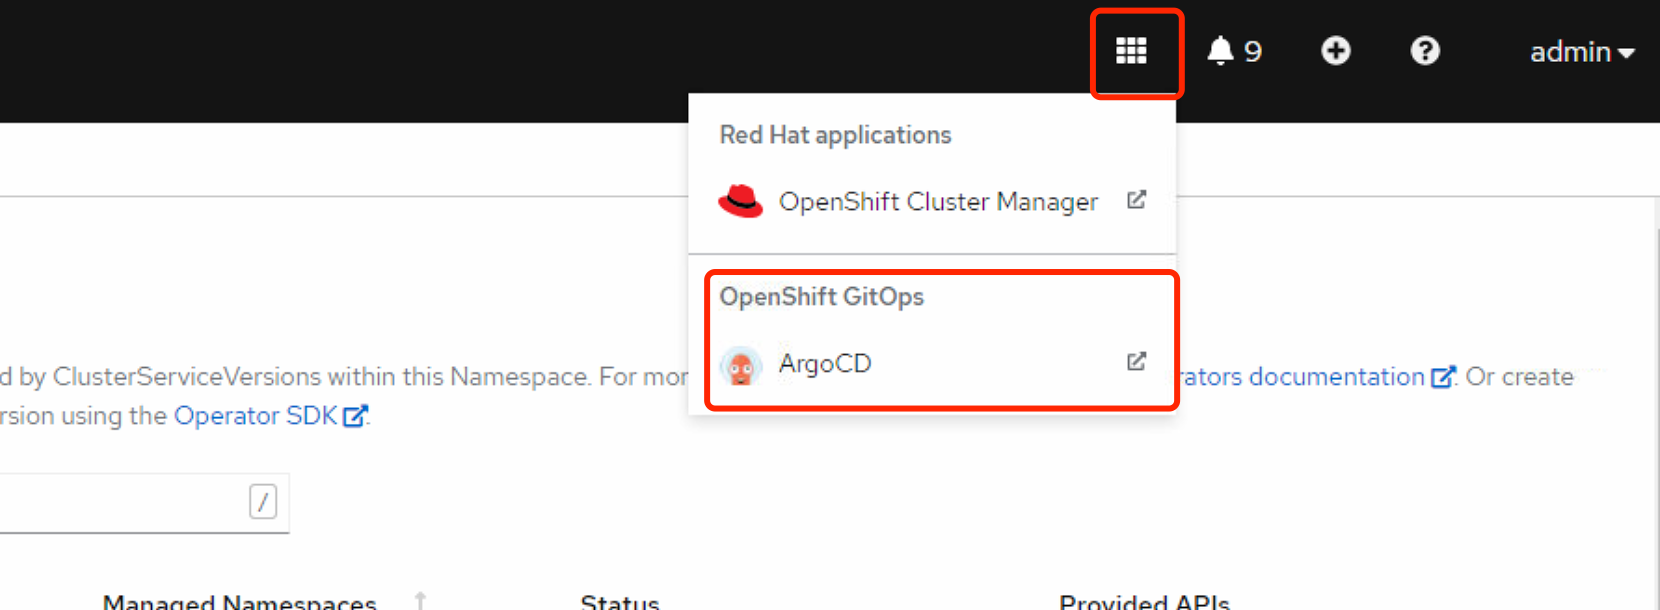 9
admin
Red Hat applications
OpenShift Cluster Manager
OpenShift GitOps
ArgoCD
d by ClusterServiceVersions within this Namespace. For mor
rators documentation. Or create
rsion using the Operator SDK.
/
Managed Namespaces
Status
Provided APIs